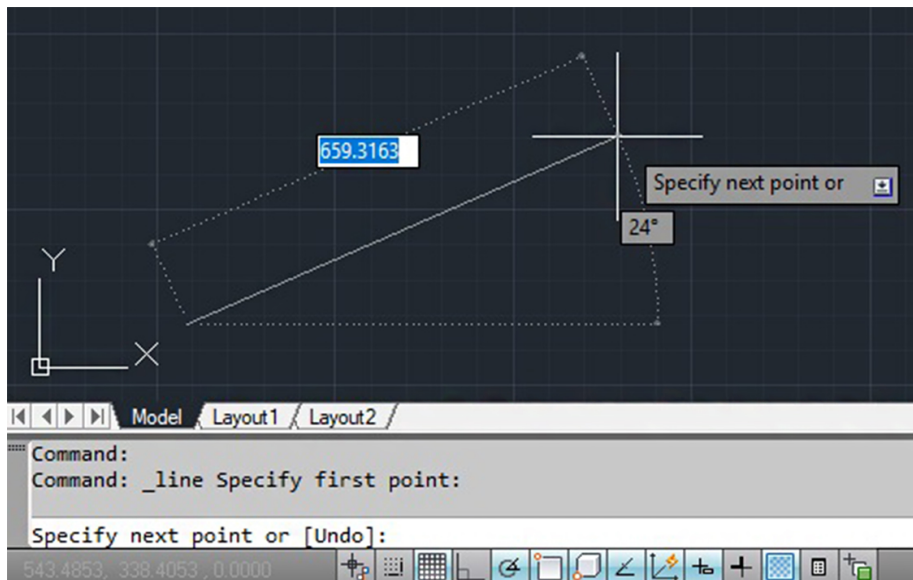 659.3163
Specify next point or
24°
Y
X
Model Layout1 Layout2
Command:
Command: _line Specify first point:
Specify next point or [Undo]:
543.4853, 338.4053 , 0.0000